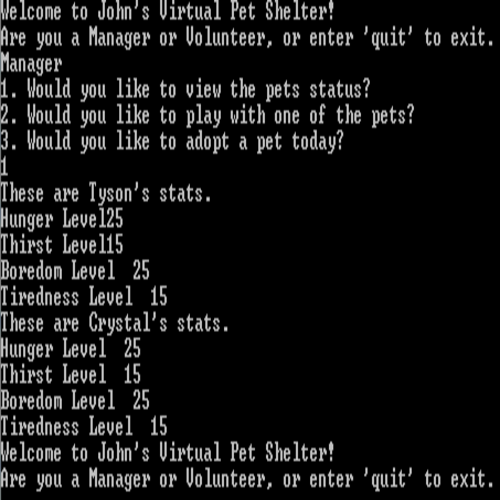 Welcome to John's Virtual Pet Shelter!
Are you a Manager or Volunteer, or enter 'quit' to exit.
Manager
1. Would you like to view the pets status?
2. Would you like to play with one of the pets?
3. Would you like to adopt a pet today?
1
These are Tyson's stats.
Hunger Level25
Thirst Level15
Boredom Level  25
Tiredness Level  15
These are Crystal's stats.
Hunger Level  25
Thirst Level  15
Boredom Level  25
Tiredness Level  15
Welcome to John's Virtual Pet Shelter!
Are you a Manager or Volunteer, or enter 'quit' to exit.